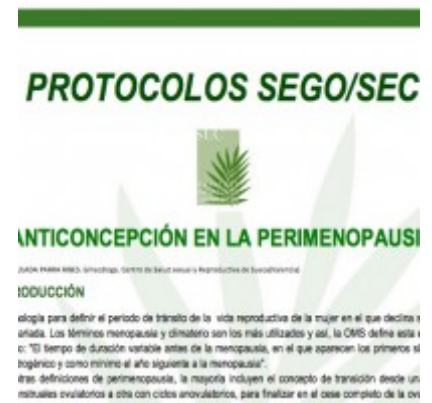 PROTOCOLOS SEGO/SEC
SEC
ANTICONCEPCIÓN EN LA PERIMENOPAUSI
RODUCCIÓN
ología para definir el periodo de tránsito de la vida reproductiva de la mujer en el que declina
ariada. Los términos menopausia y climaterio son los más utilizados y así, la OMS define esta
o: "El tiempo de duración variable antes de la menopausia, en el que aparecen los primeros
trogénico y como mínimo el año siguiente a la menopausia".
tras definiciones de perimenopausia, la mayoría incluyen el concepto de transición desde un
menstruales ovulatorios a otra con ciclos anovulatorios, para finalizar en el cese completo de la